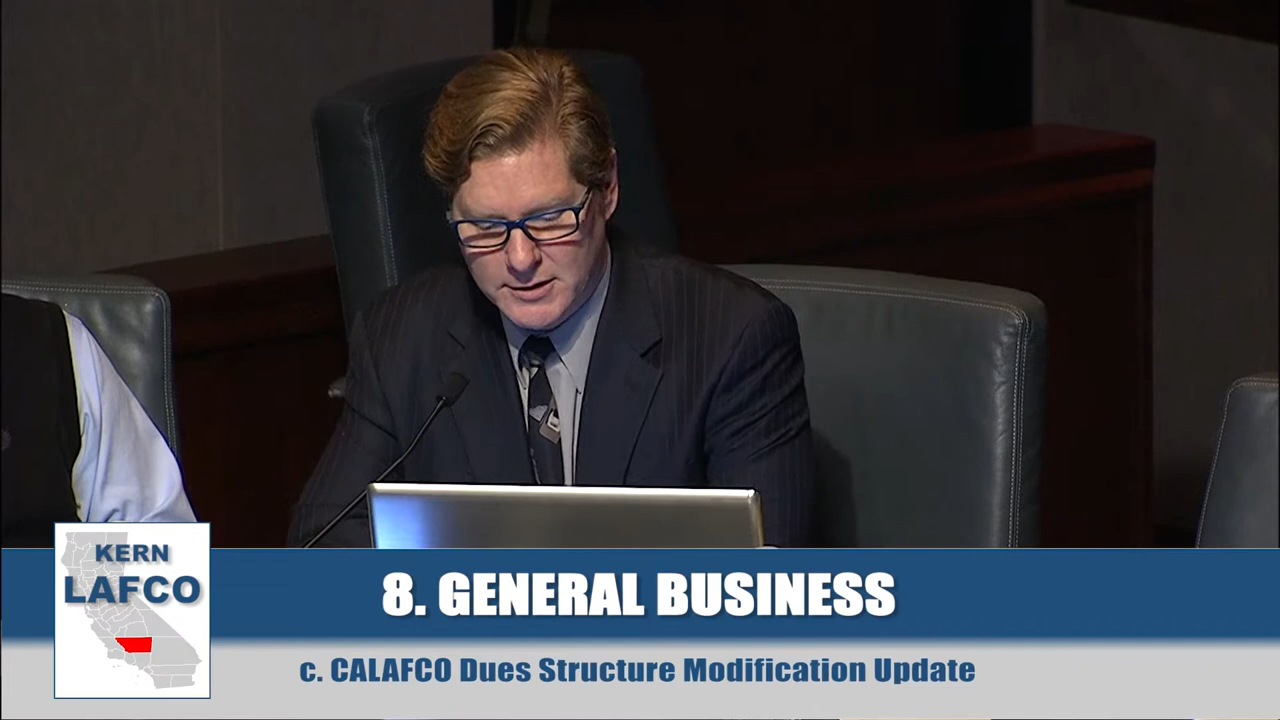 KERN
LAFCO
8. GENERAL BUSINESS
c. CALAFCO Dues Structure Modification Update